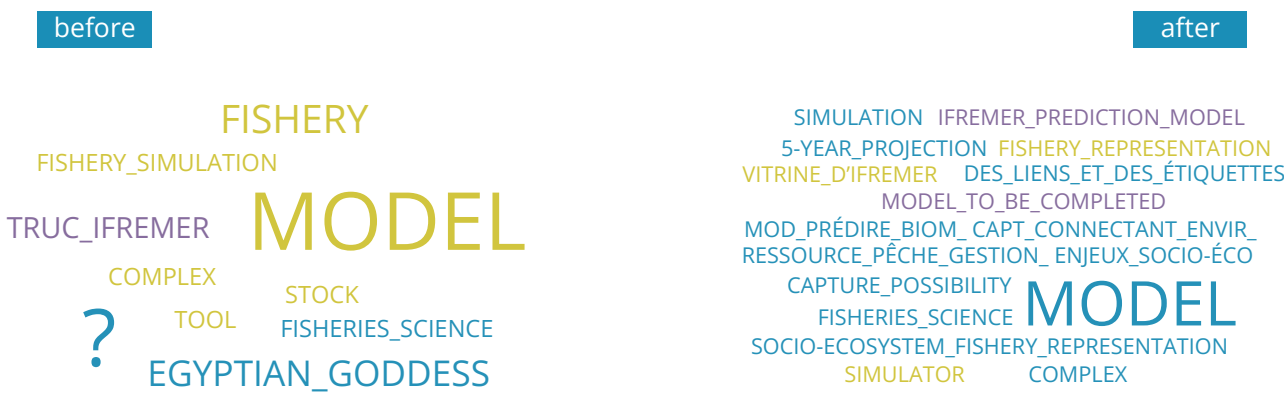 before
FISHERY
FISHERY_SIMULATION
MODEL
TRUC_IFREMER
COMPLEX
STOCK
?
TOOL
FISHERIES_SCIENCE
EGYPTIAN_GODDESS
after
SIMULATION IFREMER_PREDICTION_MODEL
5-YEAR_PROJECTION FISHERY_REPRESENTATION
VITRINE_D’IFREMER DES_LIENS_ET_DES_ÉTIQUETTES
MODEL_TO_BE_COMPLETED
MOD_PRÉDIRE_BIOM_ CAPT_CONNECTANT_ENVIR_
RESSOURCE_PÊCHE_GESTION_ ENJEUX_SOCIO-ÉCO
CAPTURE_POSSIBILITY
FISHERIES_SCIENCE MODEL
SOCIO-ECOSYSTEM_FISHERY_REPRESENTATION
SIMULATOR COMPLEX